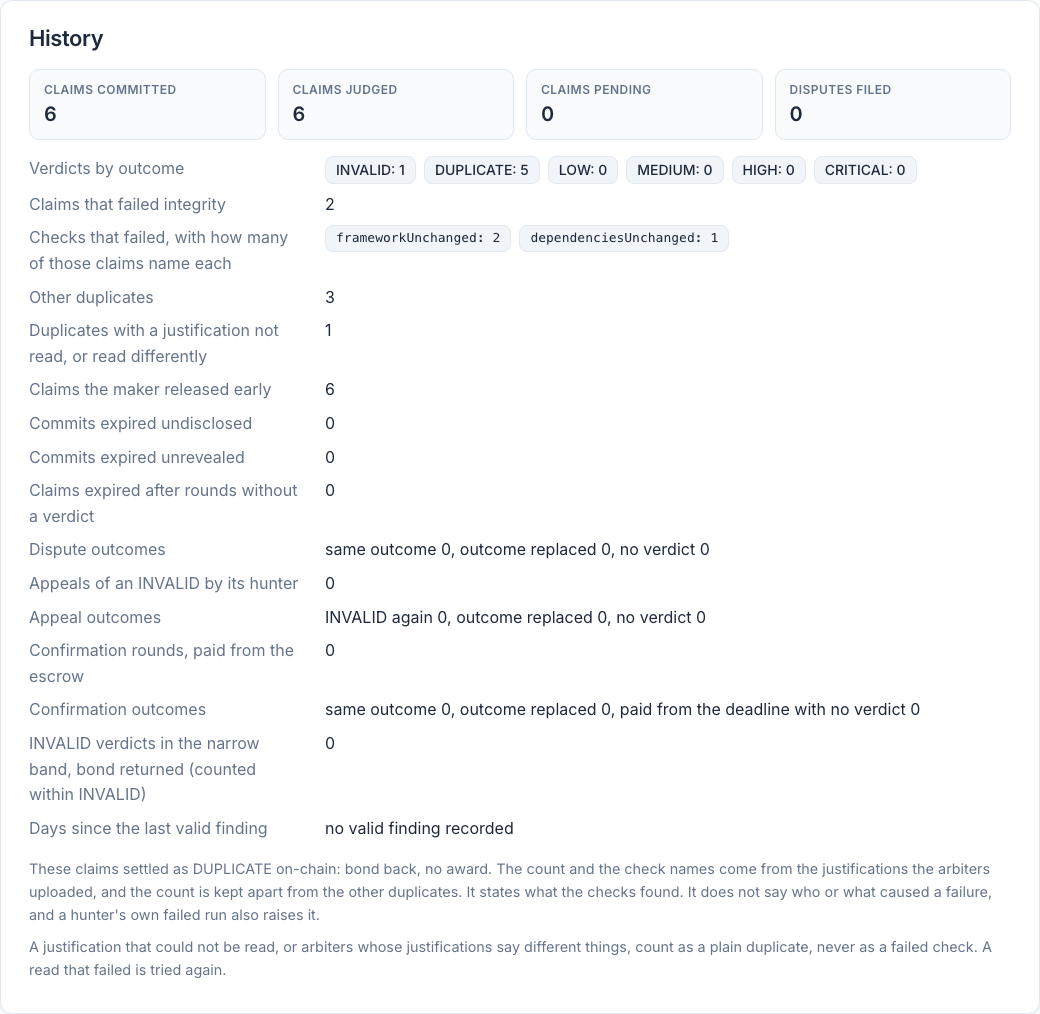 History
CLAIMS COMMITTED
6
CLAIMS JUDGED
6
CLAIMS PENDING
0
DISPUTES FILED
0
Verdicts by outcome
INVALID: 1 DUPLICATE: 5 LOW: 0 MEDIUM: 0 HIGH: 0 CRITICAL: 0
Claims that failed integrity
2
Checks that failed, with how many
of those claims name each
frameworkUnchanged: 2 dependenciesUnchanged: 1
Other duplicates
3
Duplicates with a justification not
read, or read differently
1
Claims the maker released early
6
Commits expired undisclosed
0
Commits expired unrevealed
0
Claims expired after rounds without
a verdict
0
Dispute outcomes
same outcome 0, outcome replaced 0, no verdict 0
Appeals of an INVALID by its hunter
0
Appeal outcomes
INVALID again 0, outcome replaced 0, no verdict 0
Confirmation rounds, paid from the
escrow
0
Confirmation outcomes
same outcome 0, outcome replaced 0, paid from the deadline with no verdict 0
INVALID verdicts in the narrow
band, bond returned (counted
within INVALID)
0
Days since the last valid finding
no valid finding recorded
These claims settled as DUPLICATE on-chain: bond back, no award. The count and the check names come from the justifications the arbiters
uploaded, and the count is kept apart from the other duplicates. It states what the checks found. It does not say who or what caused a failure,
and a hunter's own failed run also raises it.
A justification that could not be read, or arbiters whose justifications say different things, count as a plain duplicate, never as a failed check. A
read that failed is tried again.